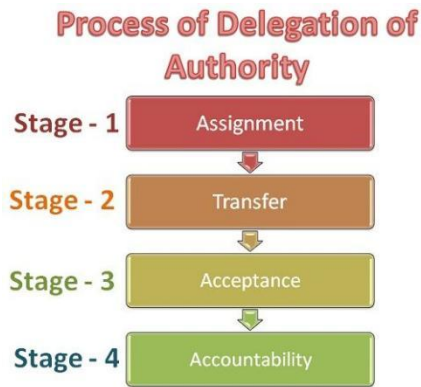 Process of Delegation of
Authority
Stage - 1
Assignment
Stage - 2
Transfer
Stage - 3
Acceptance
Stage - 4
Accountability